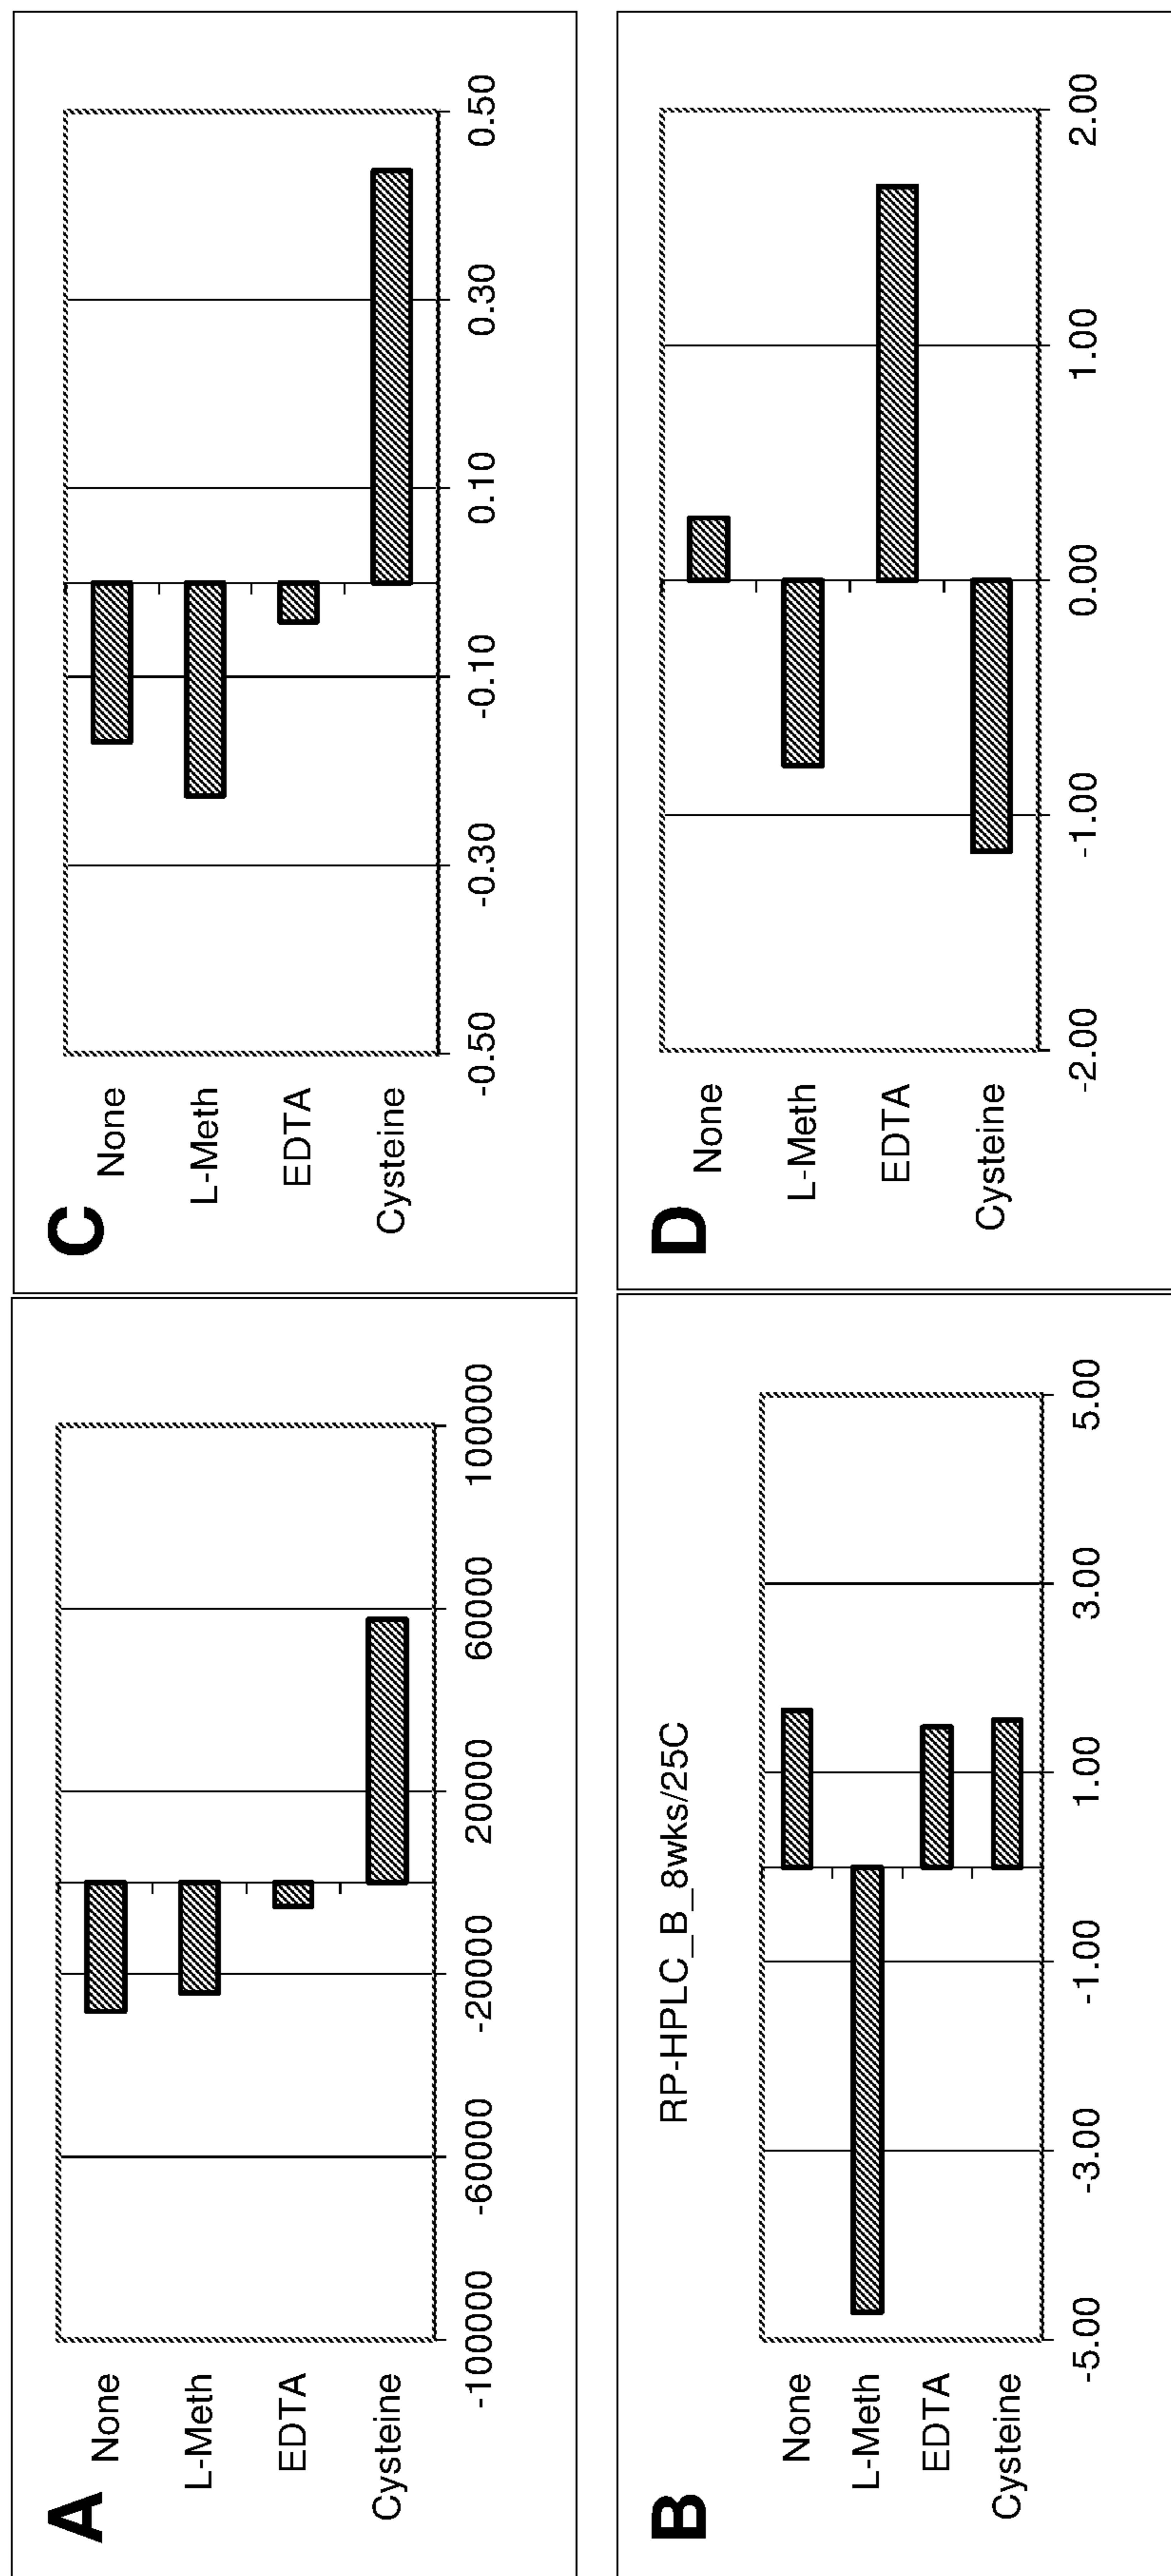 A
None
L-Meth
EDTA
Cysteine
-100000 -60000 -20000 20000 60000 100000
C
None
L-Meth
EDTA
Cysteine
-0.50 -0.30 -0.10 0.10 0.30 0.50
B
RP-HPLC_B_8wks/25C
None
L-Meth
EDTA
Cysteine
-5.00 -3.00 -1.00 1.00 3.00 5.00
D
None
L-Meth
EDTA
Cysteine
-2.00 -1.00 0.00 1.00 2.00